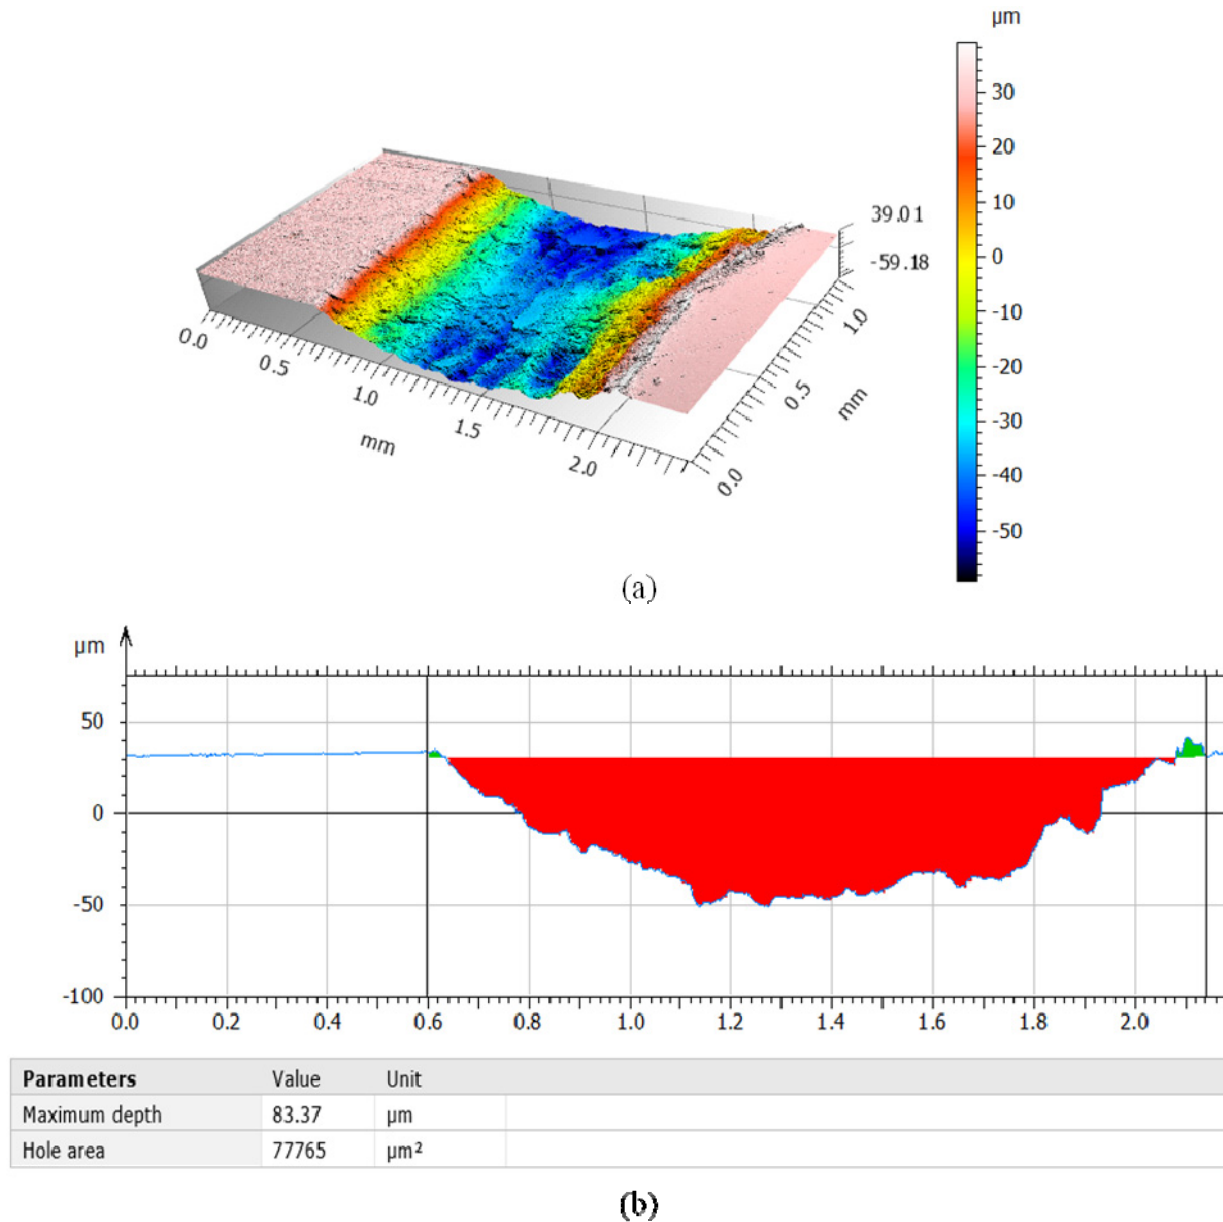 µm
30
20
10
0
-10
-20
-30
-40
-50
39.01
-59.18
0.0
0.5
1.0
1.5
2.0
mm
0.0
0.5
1.0
mm
(a)
µm
50
0
-50
-100
0.0 0.2 0.4 0.6 0.8 1.0 1.2 1.4 1.6 1.8 2.0
Parameters Value Unit
Maximum depth 83.37 µm
Hole area 77765 µm²
(b)